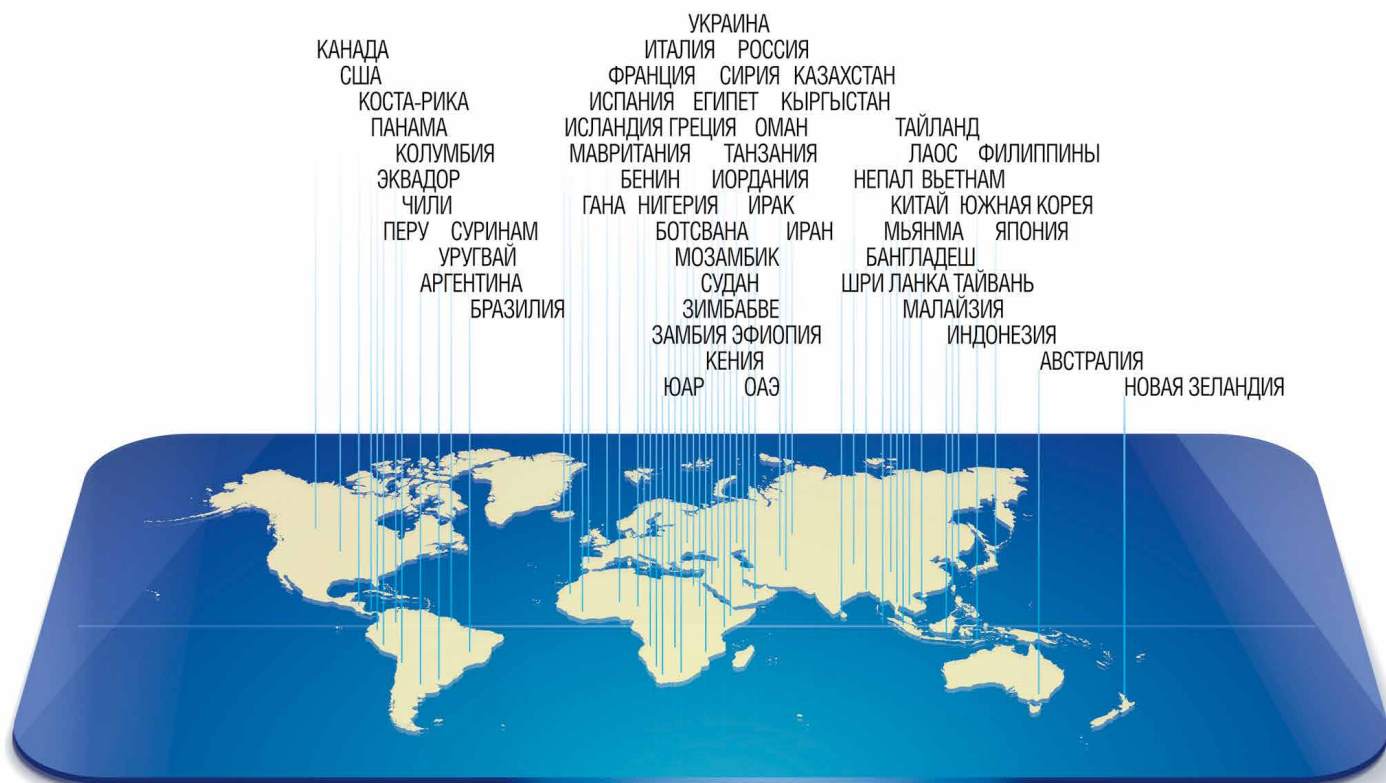 УКРАИНА
КАНАДА ИТАЛИЯ РОССИЯ
США ФРАНЦИЯ СИРИЯ КАЗАХСТАН
КОСТА-РИКА ИСПАНИЯ ЕГИПЕТ КЫРГЫСТАН
ПАНАМА ИСЛАНДИЯ ГРЕЦИЯ ОМАН ТАЙЛАНД
КОЛУМБИЯ МАВРИТАНИЯ ТАНЗАНИЯ ЛАОС ФИЛИППИНЫ
ЭКВАДОР БЕНИН ИОРДАНИЯ НЕПАЛ ВЬЕТНАМ
ЧИЛИ ГАНА НИГЕРИЯ ИРАК КИТАЙ ЮЖНАЯ КОРЕЯ
ПЕРУ СУРИНАМ БОТСВАНА ИРАН МЬЯНМА ЯПОНИЯ
УРУГВАЙ МОЗАМБИК БАНГЛАДЕШ
АРГЕНТИНА СУДАН ШРИ ЛАНКА ТАЙВАНЬ
БРАЗИЛИЯ ЗИМБАБВЕ МАЛАЙЗИЯ
ЗАМБИЯ ЭФИОПИЯ ИНДОНЕЗИЯ
КЕНИЯ АВСТРАЛИЯ
ЮАР ОАЭ НОВАЯ ЗЕЛАНДИЯ